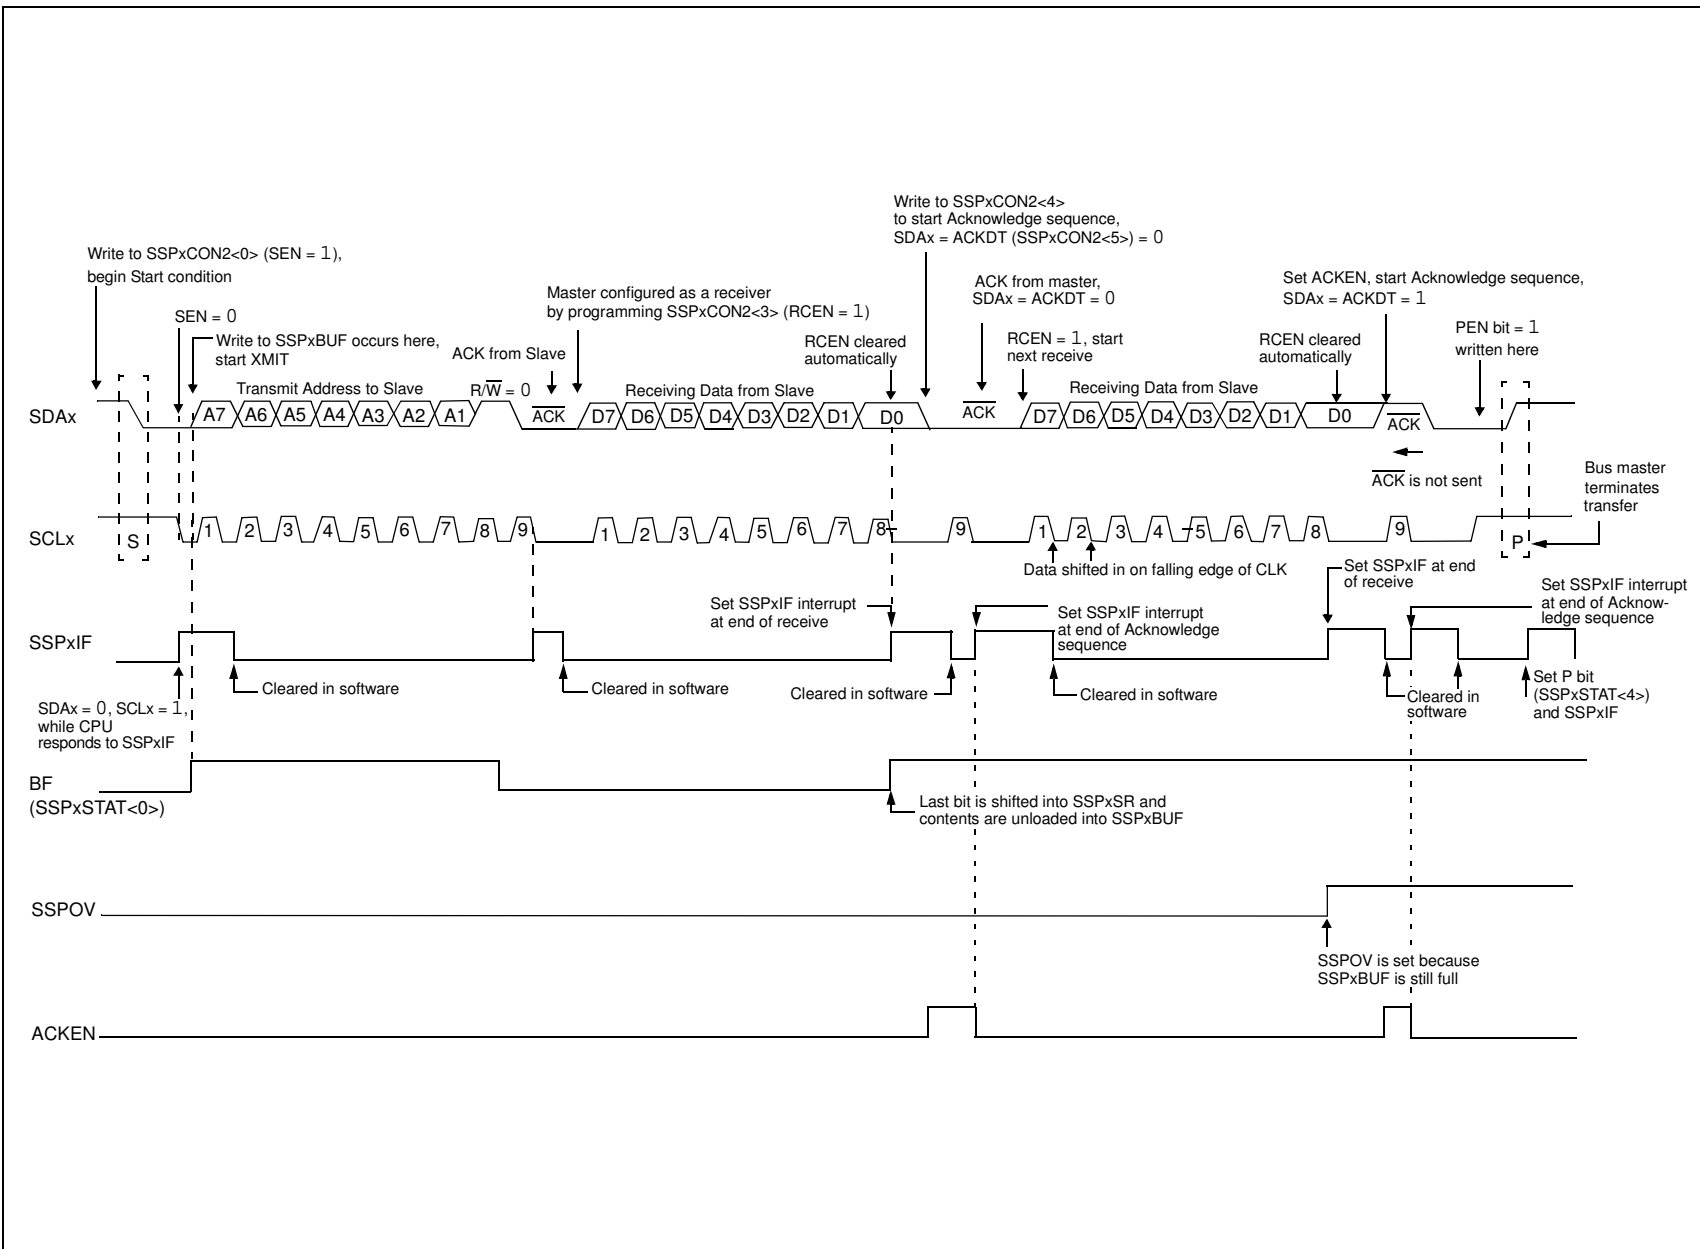 Write to SSPxCON2<4>
to start Acknowledge sequence,
SDAx = ACKDT (SSPxCON2<5>) = 0
Write to SSPxCON2<0> (SEN = 1),
begin Start condition
ACK from master,
SDAx = ACKDT = 0
Set ACKEN, start Acknowledge sequence,
SDAx = ACKDT = 1
Master configured as a receiver
by programming SSPxCON2<3> (RCEN = 1)
SEN = 0
Write to SSPxBUF occurs here,
start XMIT
ACK from Slave
RCEN cleared
automatically
RCEN = 1, start
next receive
RCEN cleared
automatically
PEN bit = 1
written here
Transmit Address to Slave
R/W = 0
Receiving Data from Slave
Receiving Data from Slave
SDAx
A7 A6 A5 A4 A3 A2 A1 ACK D7 D6 D5 D4 D3 D2 D1 D0 ACK D7 D6 D5 D4 D3 D2 D1 D0 ACK
ACK is not sent
Bus master
terminates
transfer
SCLx
S 1 2 3 4 5 6 7 8 9 1 2 3 4 5 6 7 8 9 1 2 3 4 5 6 7 8 9 P
Data shifted in on falling edge of CLK
Set SSPxIF at end
of receive
Set SSPxIF interrupt
at end of receive
Set SSPxIF interrupt
at end of Acknowledge
sequence
Set SSPxIF interrupt
at end of Acknow-
ledge sequence
SSPxIF
Cleared in software
Cleared in software
Cleared in software
Cleared in software
Cleared in
software
Set P bit
(SSPxSTAT<4>)
and SSPxIF
SDAx = 0, SCLx = 1,
while CPU
responds to SSPxIF
BF
(SSPxSTAT<0>)
Last bit is shifted into SSPxSR and
contents are unloaded into SSPxBUF
SSPOV
SSPOV is set because
SSPxBUF is still full
ACKEN